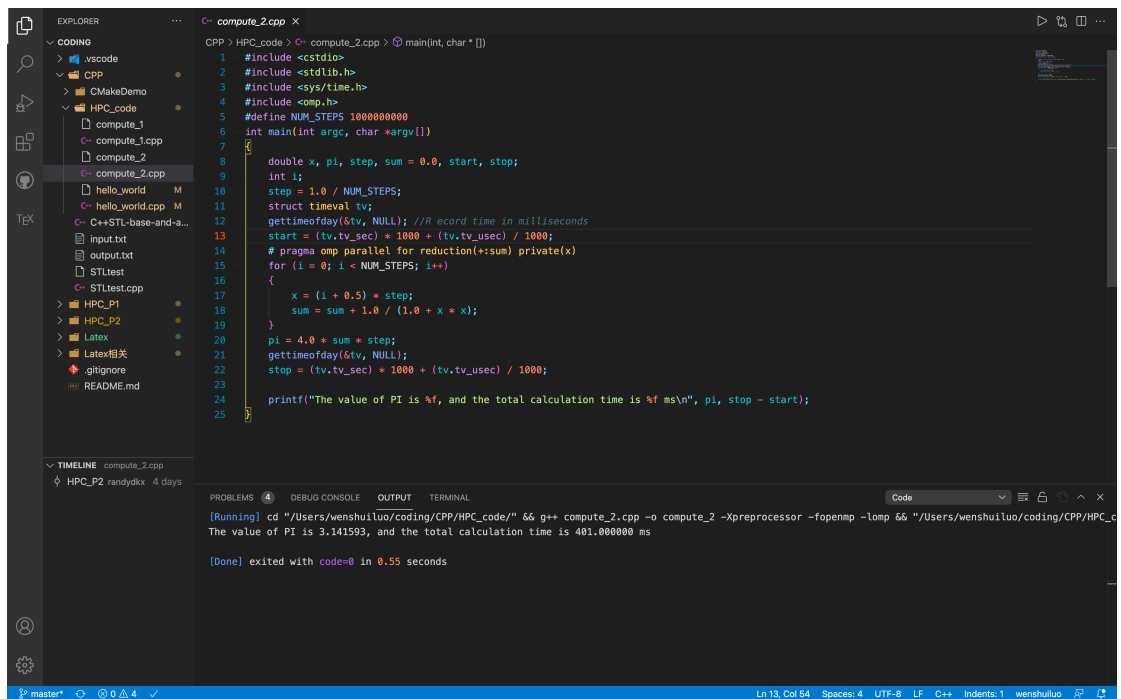 EXPLORER
CODING
.vscode
CPP
CMakeDemo
HPC_code
compute_1
compute_1.cpp
compute_2
compute_2.cpp
hello_world M
hello_world.cpp M
C++STL-base-and-a...
input.txt
output.txt
STLtest
STLtest.cpp
HPC_P1
HPC_P2
Latex
Latex相关
.gitignore
README.md
TIMELINE compute_2.cpp
HPC_P2 randydkx 4 days
TEX
compute_2.cpp
CPP > HPC_code > compute_2.cpp > main(int, char * [])
1 #include <cstdio>
2 #include <stdlib.h>
3 #include <sys/time.h>
4 #include <omp.h>
5 #define NUM_STEPS 1000000000
6 int main(int argc, char *argv[])
7 {
8 double x, pi, step, sum = 0.0, start, stop;
9 int i;
10 step = 1.0 / NUM_STEPS;
11 struct timeval tv;
12 gettimeofday(&tv, NULL); //R ecord time in milliseconds
13 start = (tv.tv_sec) * 1000 + (tv.tv_usec) / 1000;
14 # pragma omp parallel for reduction(+:sum) private(x)
15 for (i = 0; i < NUM_STEPS; i++)
16 {
17 x = (i + 0.5) * step;
18 sum = sum + 1.0 / (1.0 + x * x);
19 }
20 pi = 4.0 * sum * step;
21 gettimeofday(&tv, NULL);
22 stop = (tv.tv_sec) * 1000 + (tv.tv_usec) / 1000;
23
24 printf("The value of PI is %f, and the total calculation time is %f ms\n", pi, stop - start);
25 }
PROBLEMS 4 DEBUG CONSOLE OUTPUT TERMINAL Code
[Running] cd "/Users/wenshuiluo/coding/CPP/HPC_code/" && g++ compute_2.cpp -o compute_2 -Xpreprocessor -fopenmp -lomp && "/Users/wenshuiluo/coding/CPP/HPC_c
The value of PI is 3.141593, and the total calculation time is 401.000000 ms
[Done] exited with code=0 in 0.55 seconds
master* 0 4 Ln 13, Col 54 Spaces: 4 UTF-8 LF C++ Indents: 1 wenshuiluo